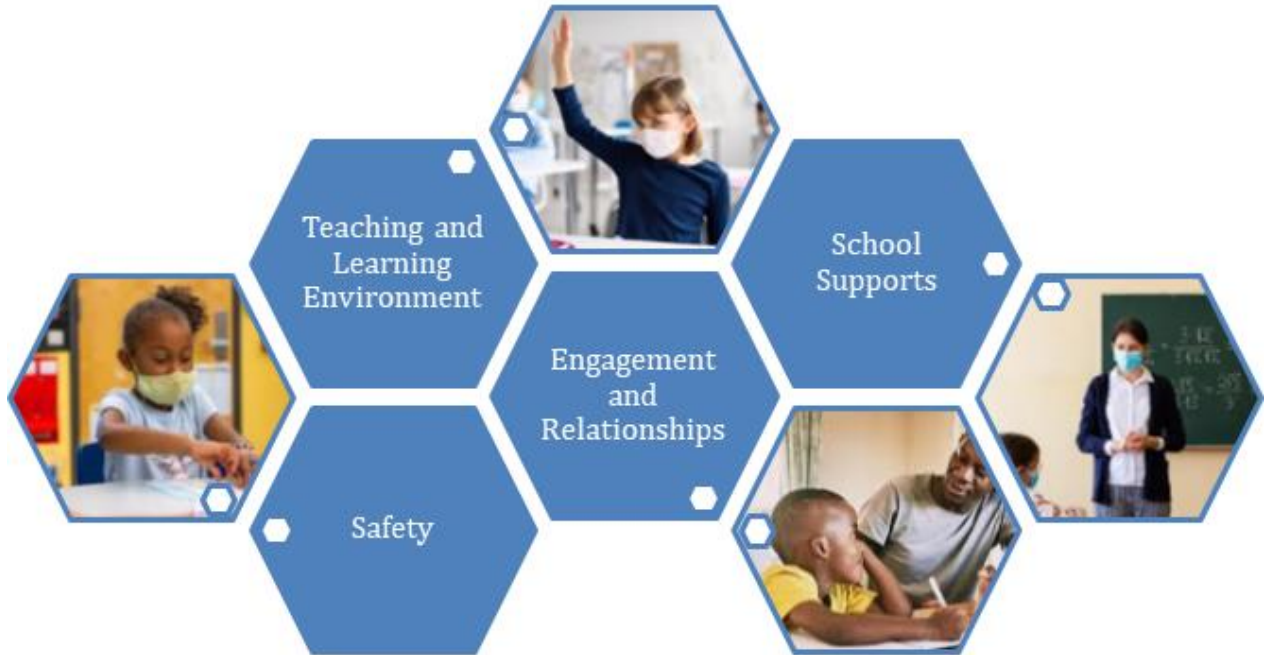 Teaching and
Learning
Environment
School
Supports
Engagement
and
Relationships
Safety